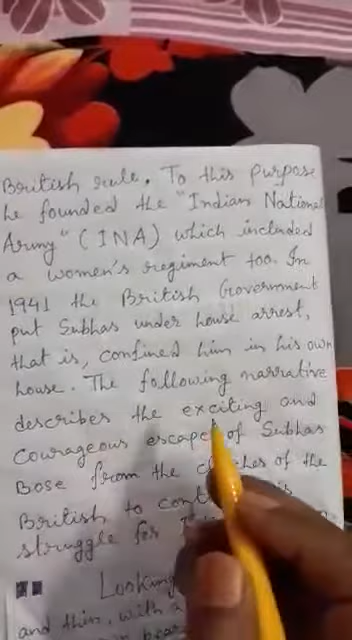 British rule. To this purpose
he founded the "Indian National
Army" (INA) which included
a women's regiment too. In
1941 the British Government
put Subhas under house arrest,
that is, confined him in his own
house. The following narrative
describes the exciting and
courageous escape of Subhas
Bose from the of the
British to
struggle for
Looking
and thin, with a